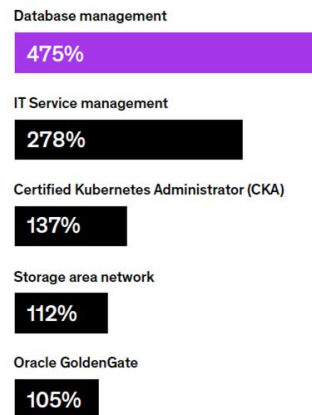 Database management
475%
IT Service management
278%
Certified Kubernetes Administrator (CKA)
137%
Storage area network
112%
Oracle GoldenGate
105%